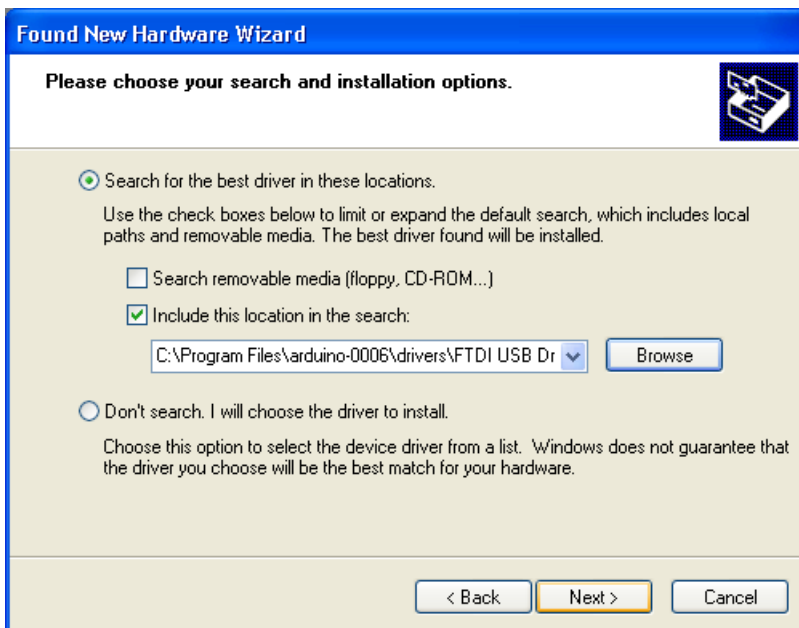 Found New Hardware Wizard
Please choose your search and installation options.
Search for the best driver in these locations.
Use the check boxes below to limit or expand the default search, which includes local
paths and removable media. The best driver found will be installed.
Search removable media (floppy, CD-ROM...)
Include this location in the search:
C:\Program Files\arduino-0006\drivers\FTDI USB Dr
Browse
Don't search. I will choose the driver to install.
Choose this option to select the device driver from a list.  Windows does not guarantee that
the driver you choose will be the best match for your hardware.
< Back
Next >
Cancel